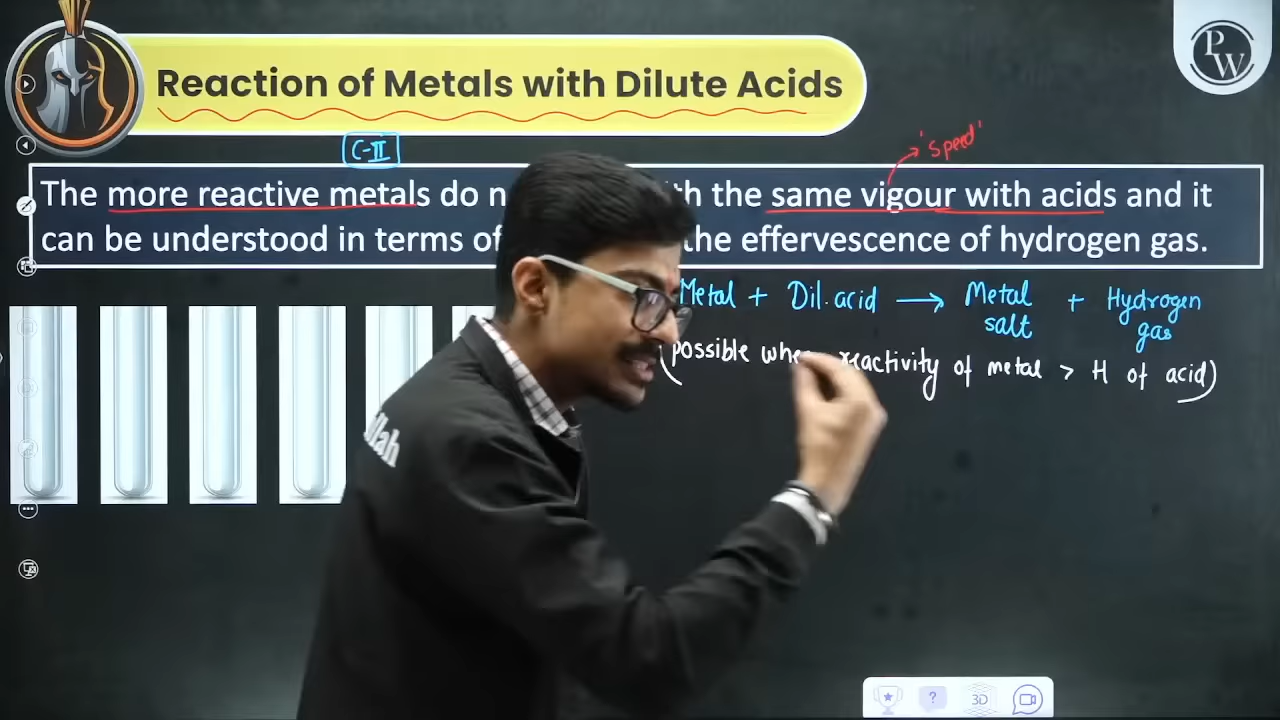 Reaction of Metals with Dilute Acids
PW
C-II
'Speed'
The more reactive metals do the same vigour with acids and it
can be understood in terms of the effervescence of hydrogen gas.
Metal + Dil. acid → Metal salt + Hydrogen gas
(possible when reactivity of metal > H of acid)
?
3D